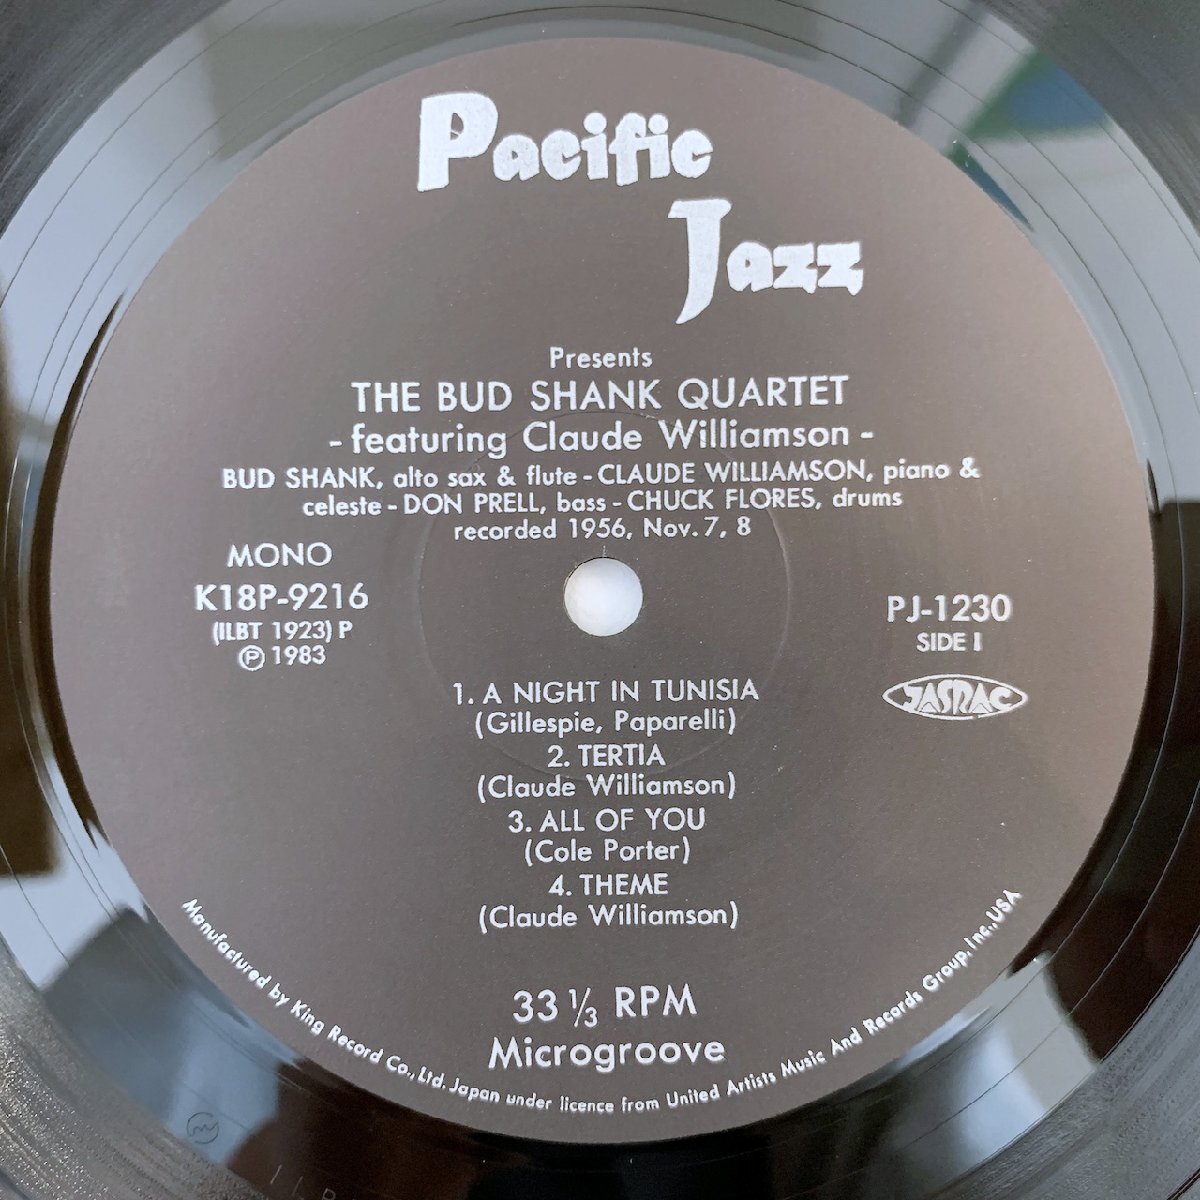 Pacific
Jazz
Presents
THE BUD SHANK QUARTET
- featuring Claude Williamson -
BUD SHANK, alto sax & flute - CLAUDE WILLIAMSON, piano &
celeste - DON PRELL, bass - CHUCK FLORES, drums
recorded 1956, Nov. 7, 8
MONO
K18P-9216
(ILBT 1923) P
Ⓟ 1983
PJ-1230
SIDE I
JASRAC
1. A NIGHT IN TUNISIA
(Gillespie, Paparelli)
2. TERTIA
(Claude Williamson)
3. ALL OF YOU
(Cole Porter)
4. THEME
(Claude Williamson)
33 1/3 RPM
Microgroove
Manufactured by King Record Co., Ltd. Japan under licence from United Artists Music And Records Group, Inc., USA